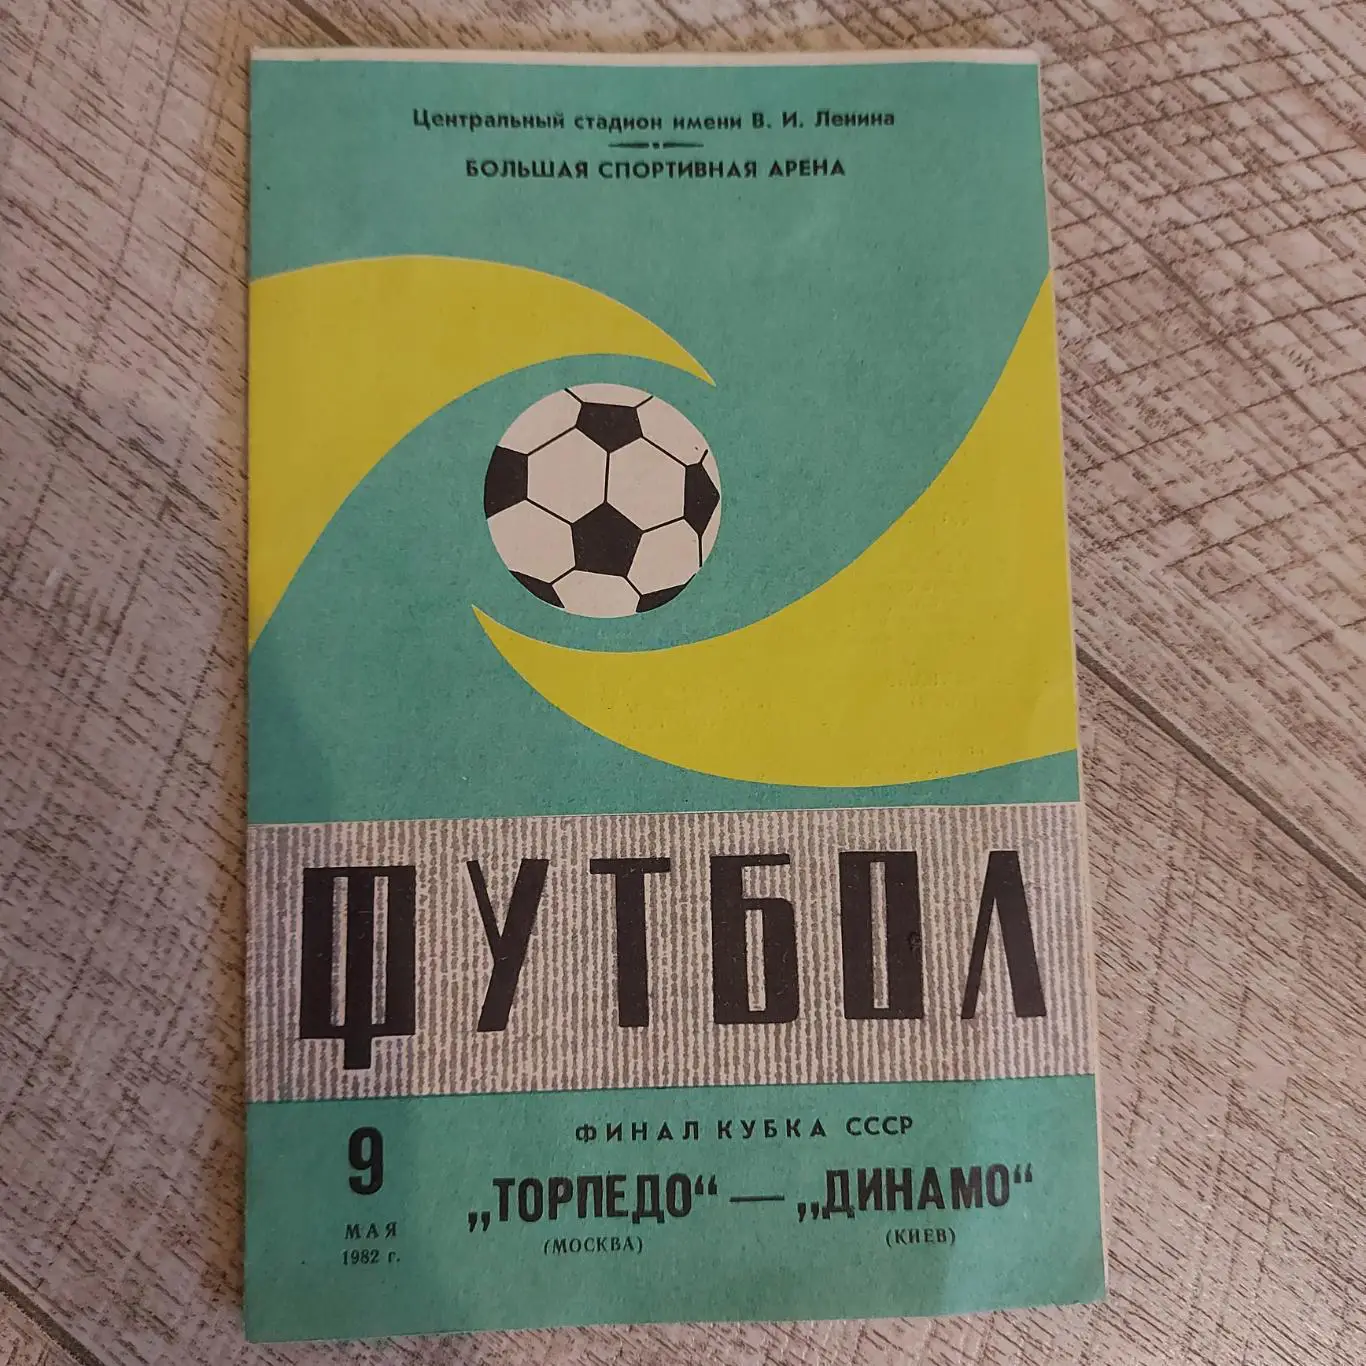 Центральный стадион имени В. И. Ленина
БОЛЬШАЯ СПОРТИВНАЯ АРЕНА
ФУТБОЛ
ФИНАЛ КУБКА СССР
9
МАЯ
1982 г.
„ТОРПЕДО“ — „ДИНАМО“
(МОСКВА) (КИЕВ)